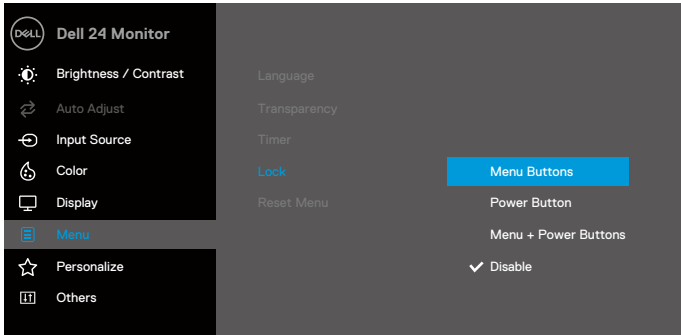 DELL Dell 24 Monitor
Brightness / Contrast
Auto Adjust
Input Source
Color
Display
Menu
Personalize
Others
Language
Transparency
Timer
Lock
Reset Menu
Menu Buttons
Power Button
Menu + Power Buttons
Disable